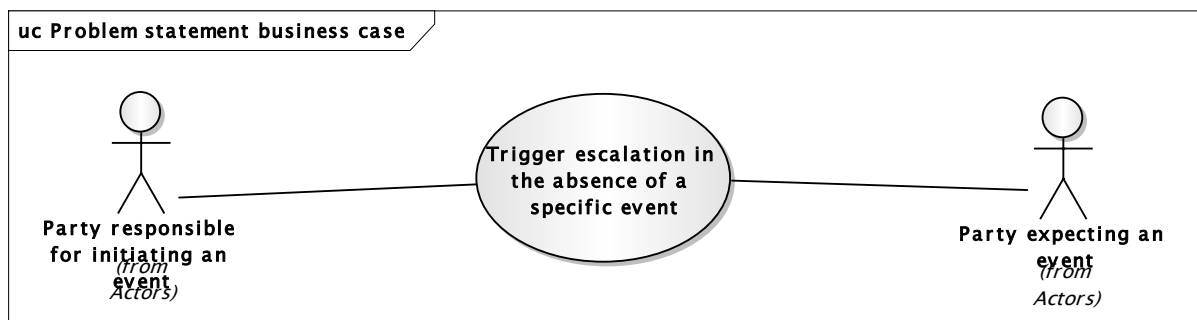 uc Problem statement business case
Party responsible
for initiating an
event
(from
Actors)
Trigger escalation in
the absence of a
specific event
Party expecting an
event
(from
Actors)